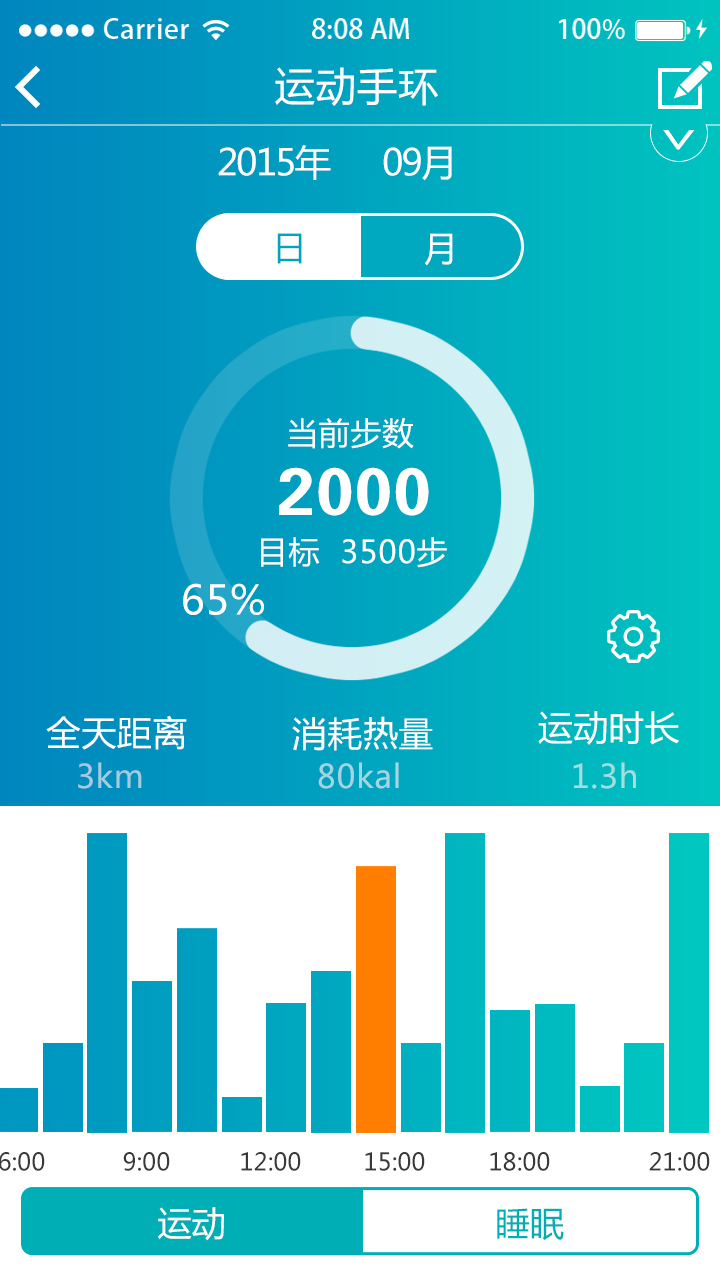 Carrier 8:08 AM 100%
运动手环
2015年 09月
日 月
当前步数
2000
目标 3500步
65%
全天距离 消耗热量 运动时长
3km 80kal 1.3h
6:00 9:00 12:00 15:00 18:00 21:00
运动 睡眠